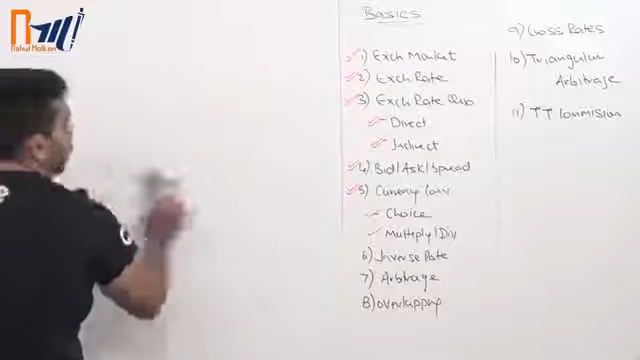 Rahul Malkan
Basics
1) Exch Market
2) Exch Rate
3) Exch Rate Quo
Direct
Indirect
4) Bid/Ask/Spread
5) Currency Conv
Choice
Multiply/Div
6) Inverse Rate
7) Arbitrage
8) overlapping
9) Cross Rates
10) Triangular
Arbitrage
11) TT Commision